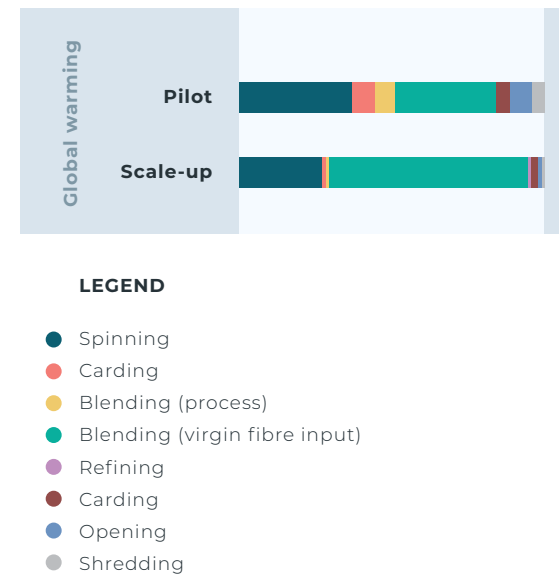 Global warming
Pilot
Scale-up
LEGEND
Spinning
Carding
Blending (process)
Blending (virgin fibre input)
Refining
Carding
Opening
Shredding